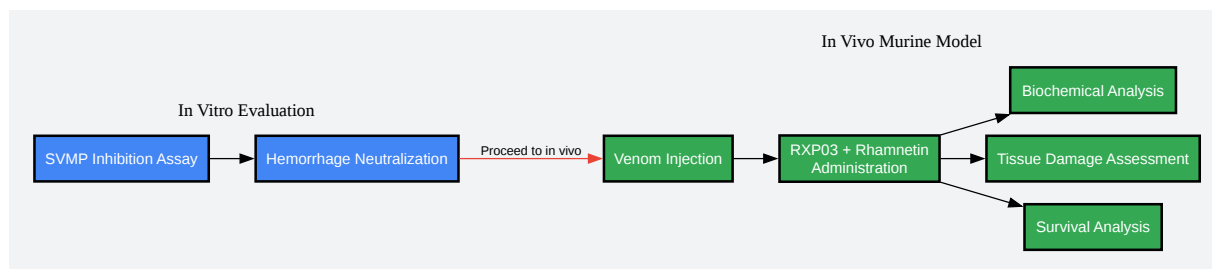 In Vitro Evaluation
SVMP Inhibition Assay
Hemorrhage Neutralization
Proceed to in vivo
In Vivo Murine Model
Venom Injection
RXP03 + Rhamnetin
Administration
Biochemical Analysis
Tissue Damage Assessment
Survival Analysis